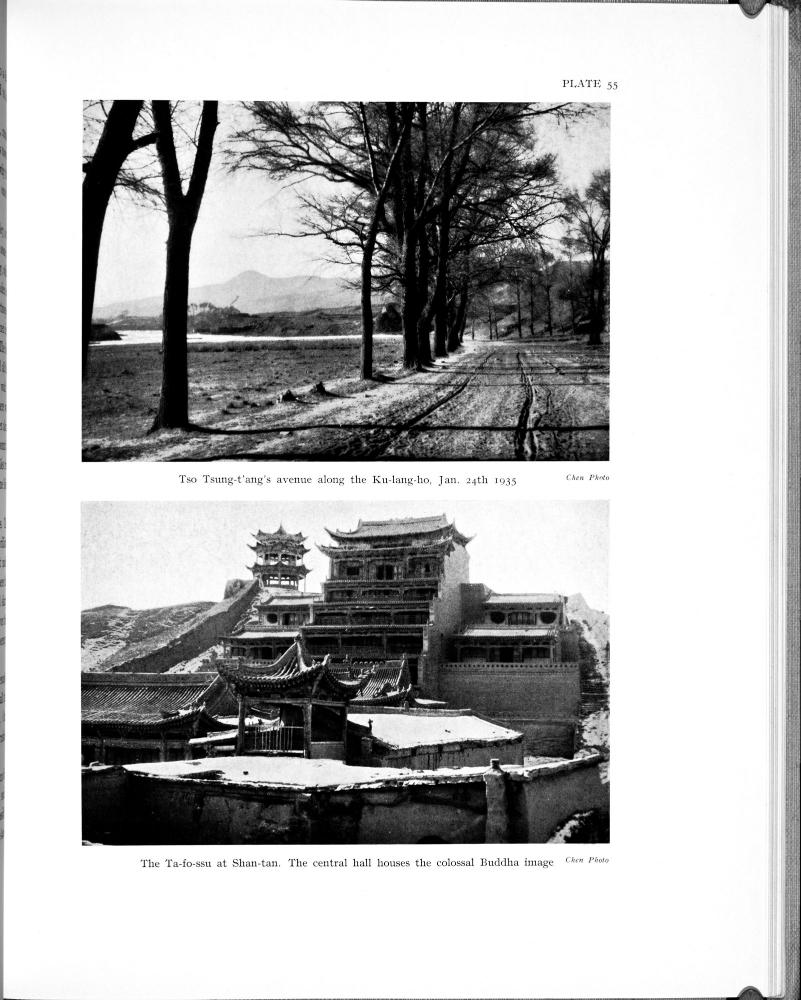 PLATE 55
Tso Tsung-t'ang's avenue along the Ku-lang-ho, Jan. 24th 1935
Chen Photo
The Ta-fo-ssu at Shan-tan. The central hall houses the colossal Buddha image
Chen Photo